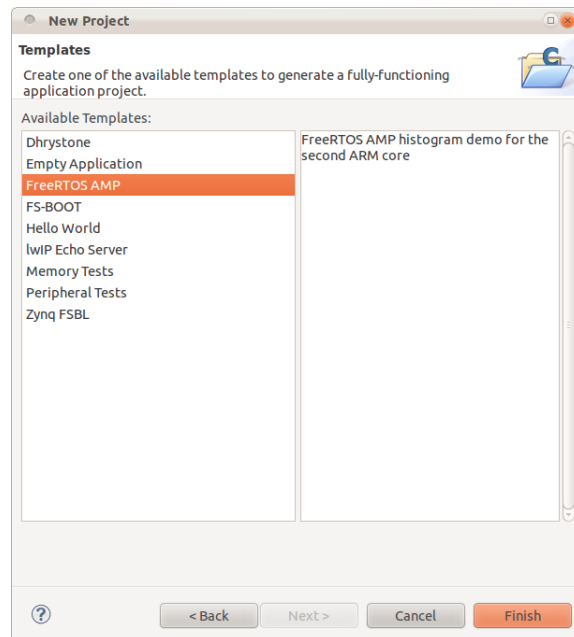 New Project
Templates
Create one of the available templates to generate a fully-functioning
application project.
Available Templates:
Dhrystone
Empty Application
FreeRTOS AMP
FS-BOOT
Hello World
lwIP Echo Server
Memory Tests
Peripheral Tests
Zynq FSBL
FreeRTOS AMP histogram demo for the
second ARM core
?
< Back
Next >
Cancel
Finish